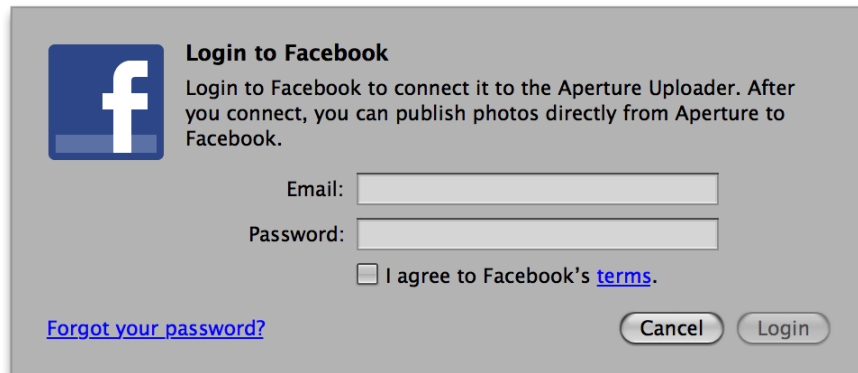 Login to Facebook
Login to Facebook to connect it to the Aperture Uploader. After
you connect, you can publish photos directly from Aperture to
Facebook.
Email:
Password:
I agree to Facebook’s terms.
Forgot your password?
Cancel
Login